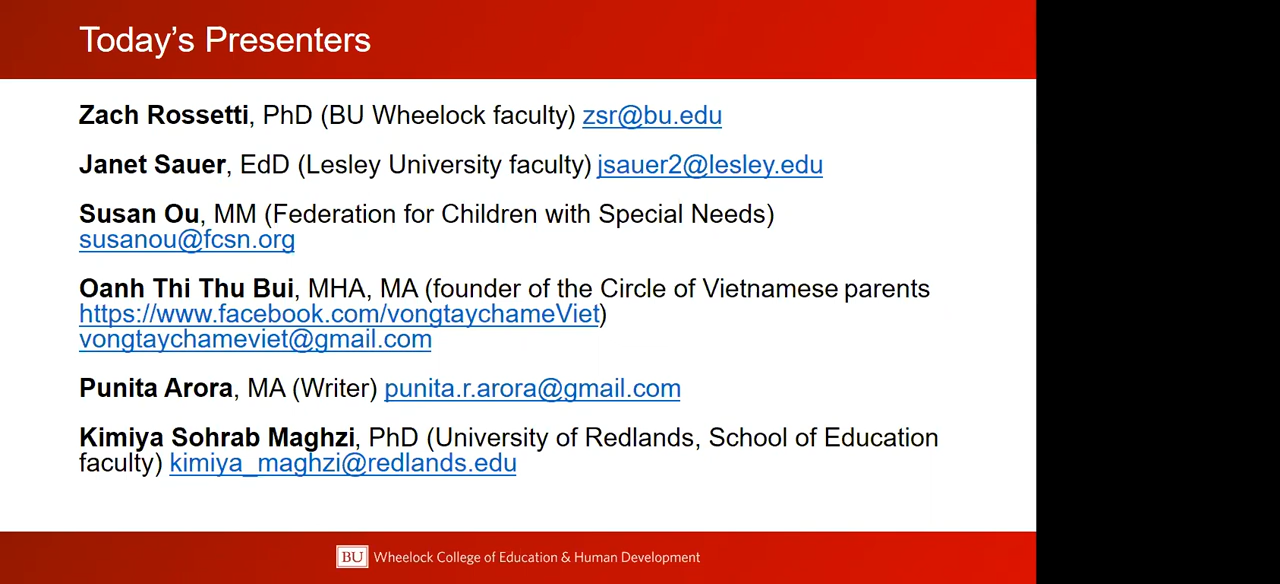 Today’s Presenters
Zach Rossetti, PhD (BU Wheelock faculty) zsr@bu.edu
Janet Sauer, EdD (Lesley University faculty) jsauer2@lesley.edu
Susan Ou, MM (Federation for Children with Special Needs)
susanou@fcsn.org
Oanh Thi Thu Bui, MHA, MA (founder of the Circle of Vietnamese parents
https://www.facebook.com/vongtaychameViet)
vongtaychameviet@gmail.com
Punita Arora, MA (Writer) punita.r.arora@gmail.com
Kimiya Sohrab Maghzi, PhD (University of Redlands, School of Education
faculty) kimiya_maghzi@redlands.edu
BU Wheelock College of Education & Human Development